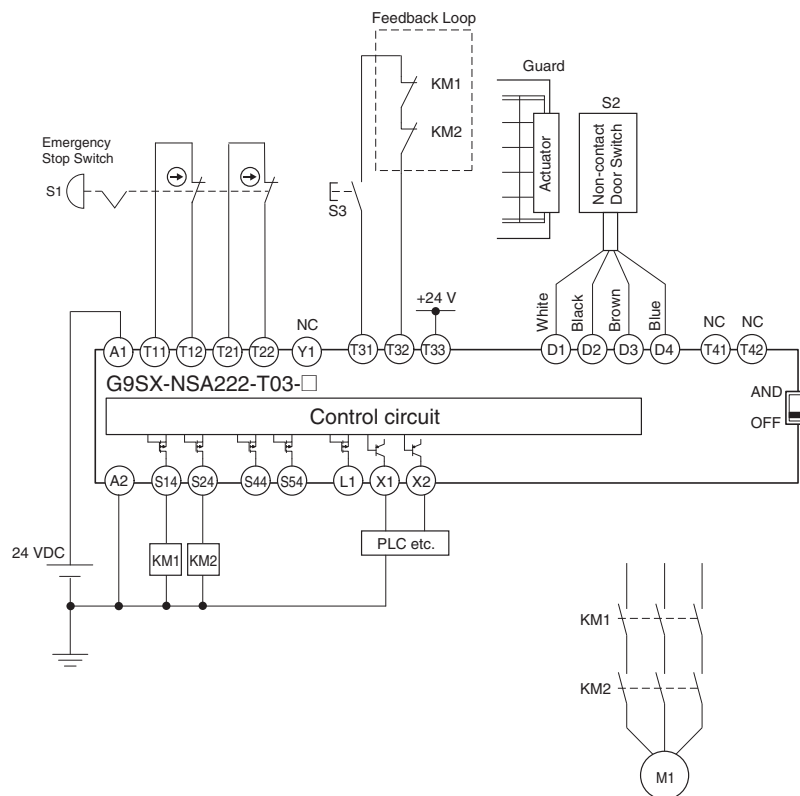 Feedback Loop
KM1
KM2
Guard
Actuator
S2
Non-contact
Door Switch
Emergency
Stop Switch
S1
S3
+24 V
White
Black
Brown
Blue
NC
NC
NC
A1
T11
T12
T21
T22
Y1
T31
T32
T33
D1
D2
D3
D4
T41
T42
G9SX-NSA222-T03-□
AND
OFF
Control circuit
A2
S14
S24
S44
S54
L1
X1
X2
24 VDC
KM1
KM2
PLC etc.
KM1
KM2
M1